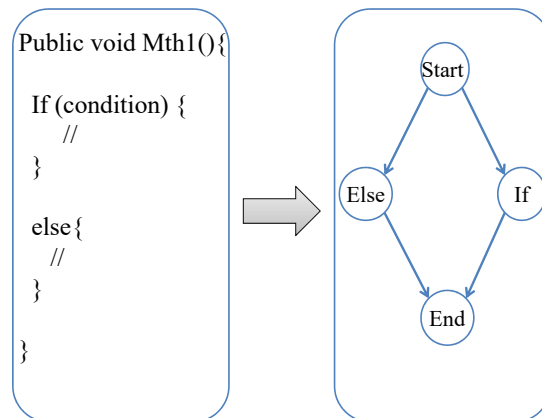 Public void Mth1(){
If (condition) {
//
}
else{
//
}
}
Start
Else
If
End